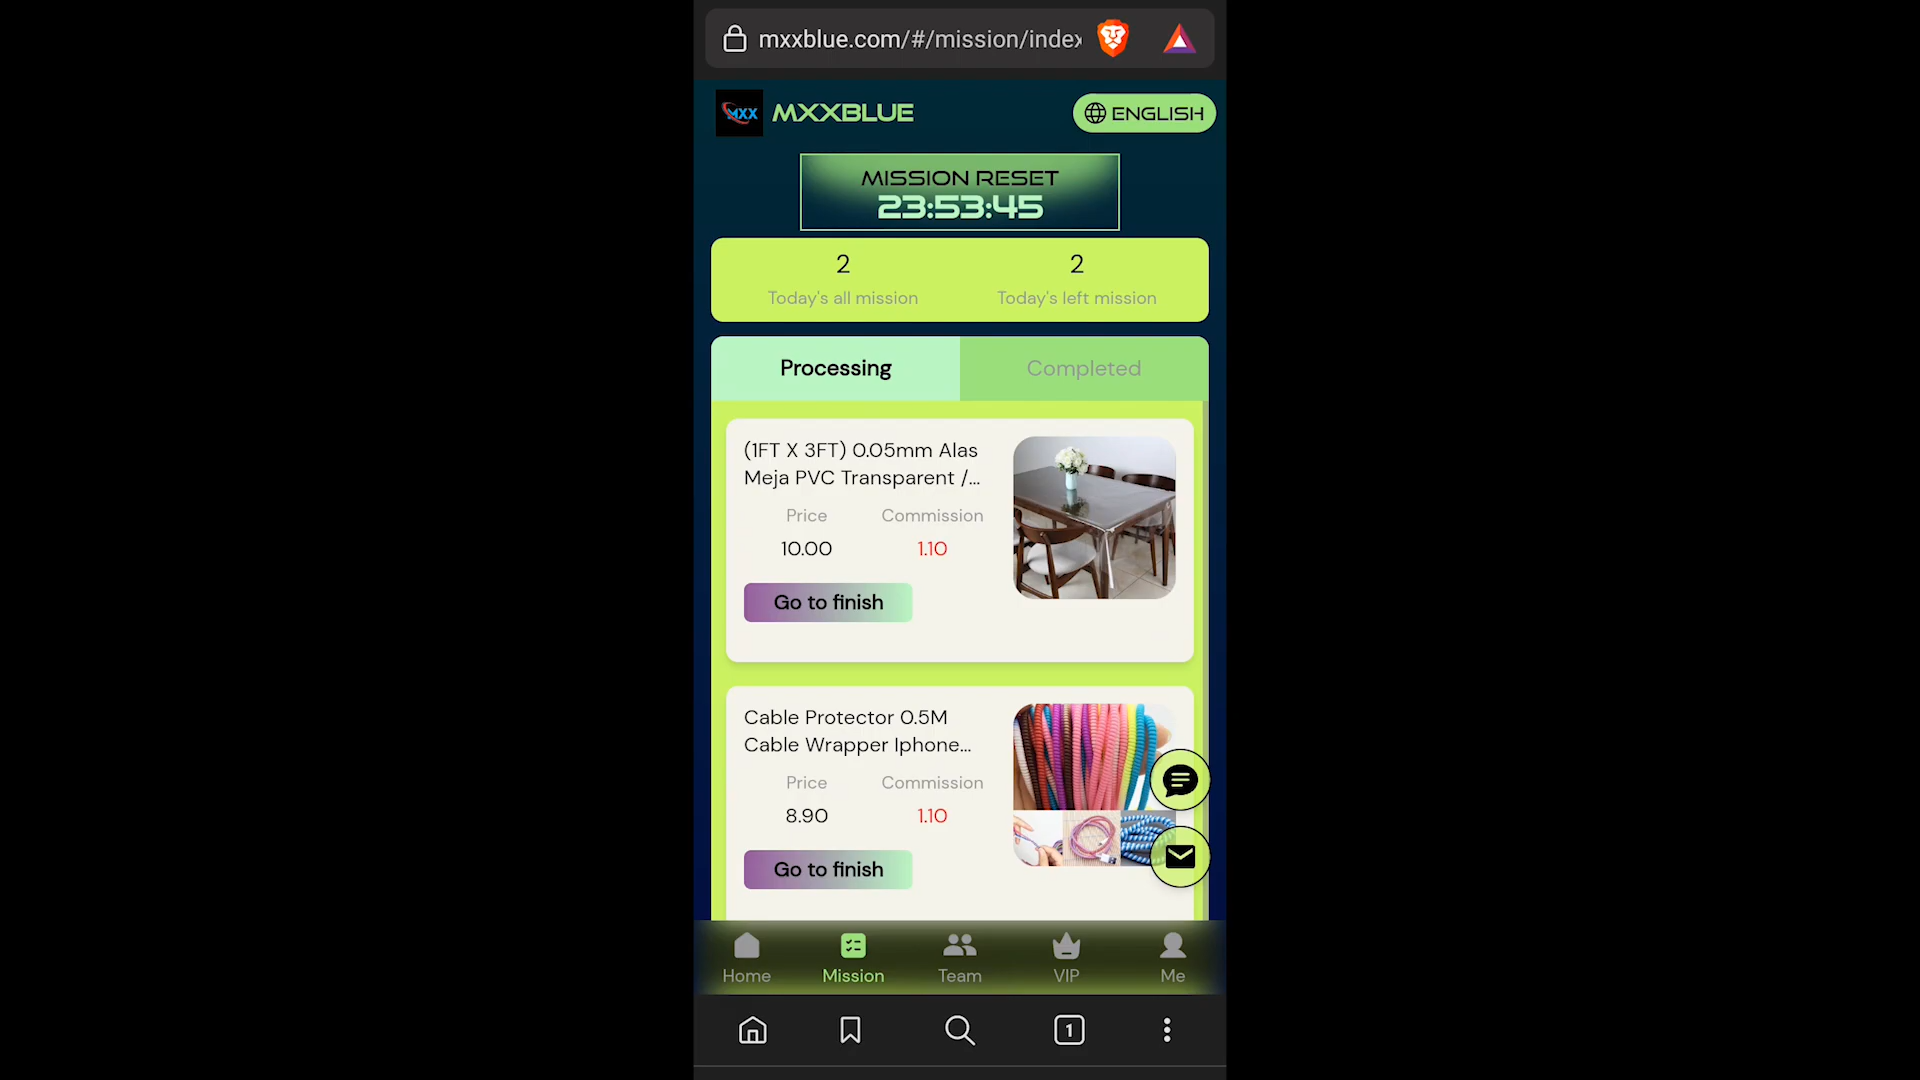 mxxblue.com/#/mission/index
MXX
MXXBLUE
ENGLISH
MISSION RESET
23:53:45
2 2
Today's all mission Today's left mission
Processing Completed
(1FT X 3FT) 0.05mm Alas
Meja PVC Transparent /...
Price Commission
10.00 1.10
Go to finish
Cable Protector 0.5M
Cable Wrapper Iphone...
Price Commission
8.90 1.10
Go to finish
Home Mission Team VIP Me
1